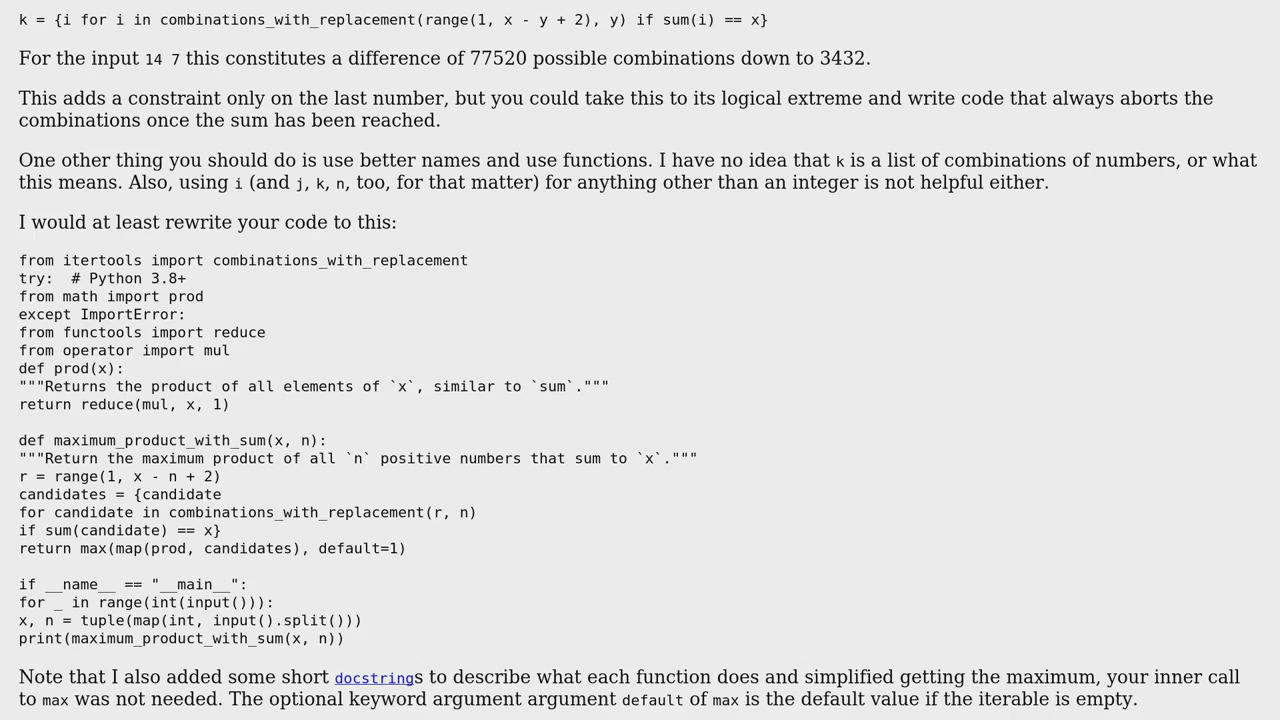 k = {i for i in combinations_with_replacement(range(1, x - y + 2), y) if sum(i) == x}
For the input 14 7 this constitutes a difference of 77520 possible combinations down to 3432.
This adds a constraint only on the last number, but you could take this to its logical extreme and write code that always aborts the
combinations once the sum has been reached.
One other thing you should do is use better names and use functions. I have no idea that k is a list of combinations of numbers, or what
this means. Also, using i (and j, k, n, too, for that matter) for anything other than an integer is not helpful either.
I would at least rewrite your code to this:
from itertools import combinations_with_replacement
try:  # Python 3.8+
from math import prod
except ImportError:
from functools import reduce
from operator import mul
def prod(x):
"""Returns the product of all elements of `x`, similar to `sum`."""
return reduce(mul, x, 1)
def maximum_product_with_sum(x, n):
"""Return the maximum product of all `n` positive numbers that sum to `x`."""
r = range(1, x - n + 2)
candidates = {candidate
for candidate in combinations_with_replacement(r, n)
if sum(candidate) == x}
return max(map(prod, candidates), default=1)
if __name__ == "__main__":
for _ in range(int(input())):
x, n = tuple(map(int, input().split()))
print(maximum_product_with_sum(x, n))
Note that I also added some short docstrings to describe what each function does and simplified getting the maximum, your inner call
to max was not needed. The optional keyword argument argument default of max is the default value if the iterable is empty.